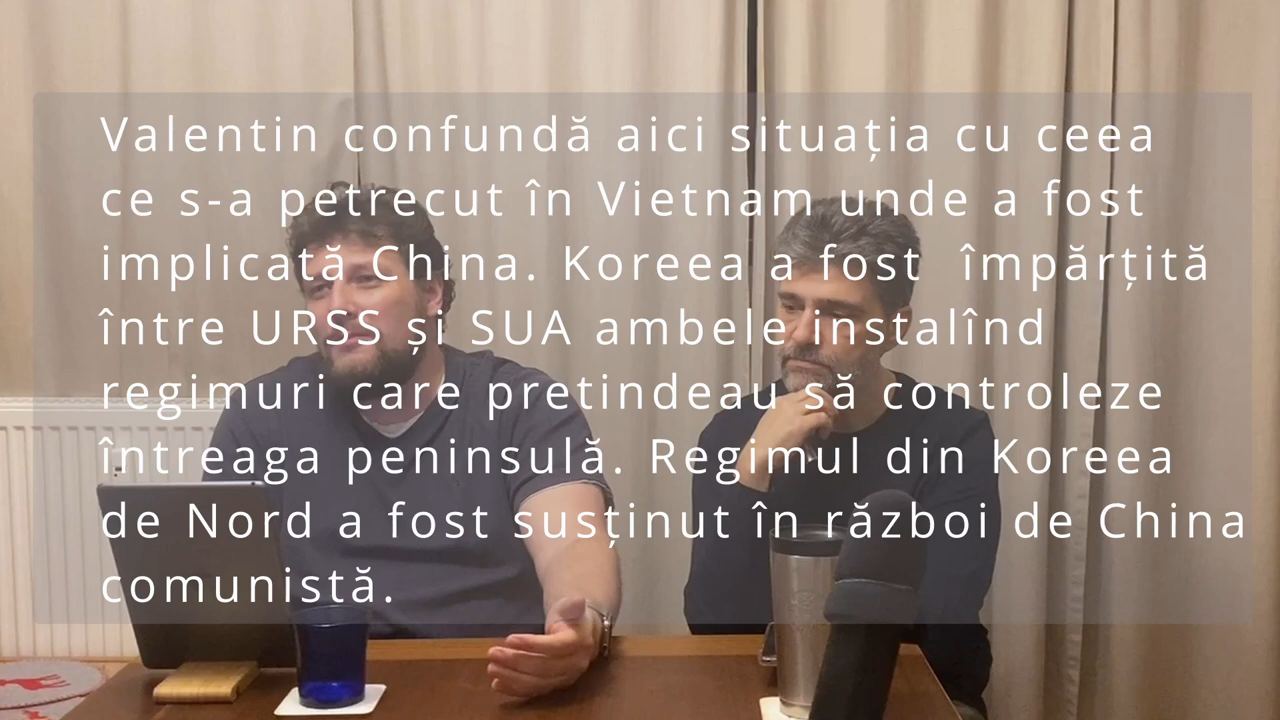 Valentin confundă aici situația cu ceea
ce s-a petrecut în Vietnam unde a fost
implicată China. Koreea a fost  împărțită
între URSS și SUA ambele instalînd
regimuri care pretindeau să controleze
întreaga peninsulă. Regimul din Koreea
de Nord a fost susținut în război de China
comunistă.